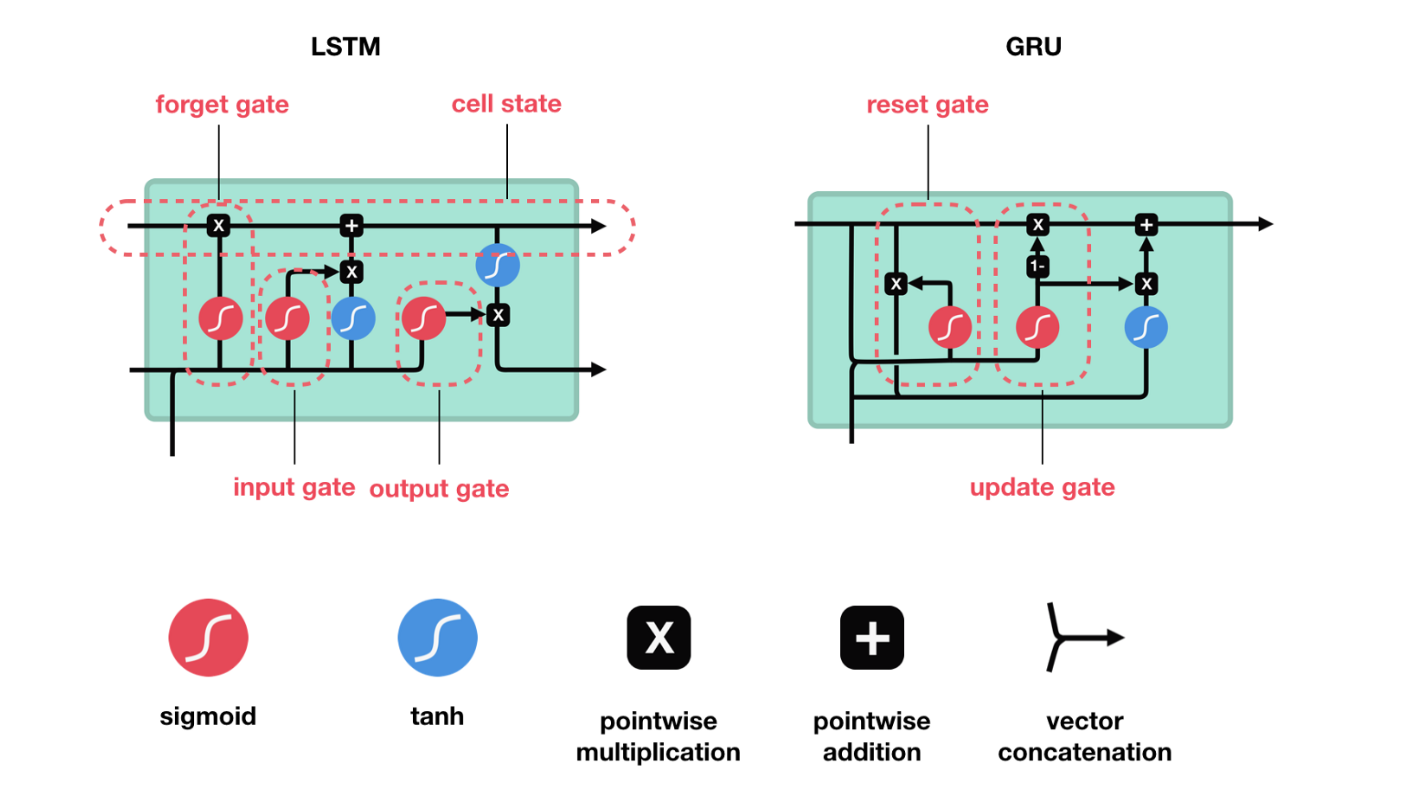 LSTM
GRU
forget gate
cell state
reset gate
X
+
X
+
X
1-
X
X
X
input gate
output gate
update gate
X
+
sigmoid
tanh
pointwise
multiplication
pointwise
addition
vector
concatenation